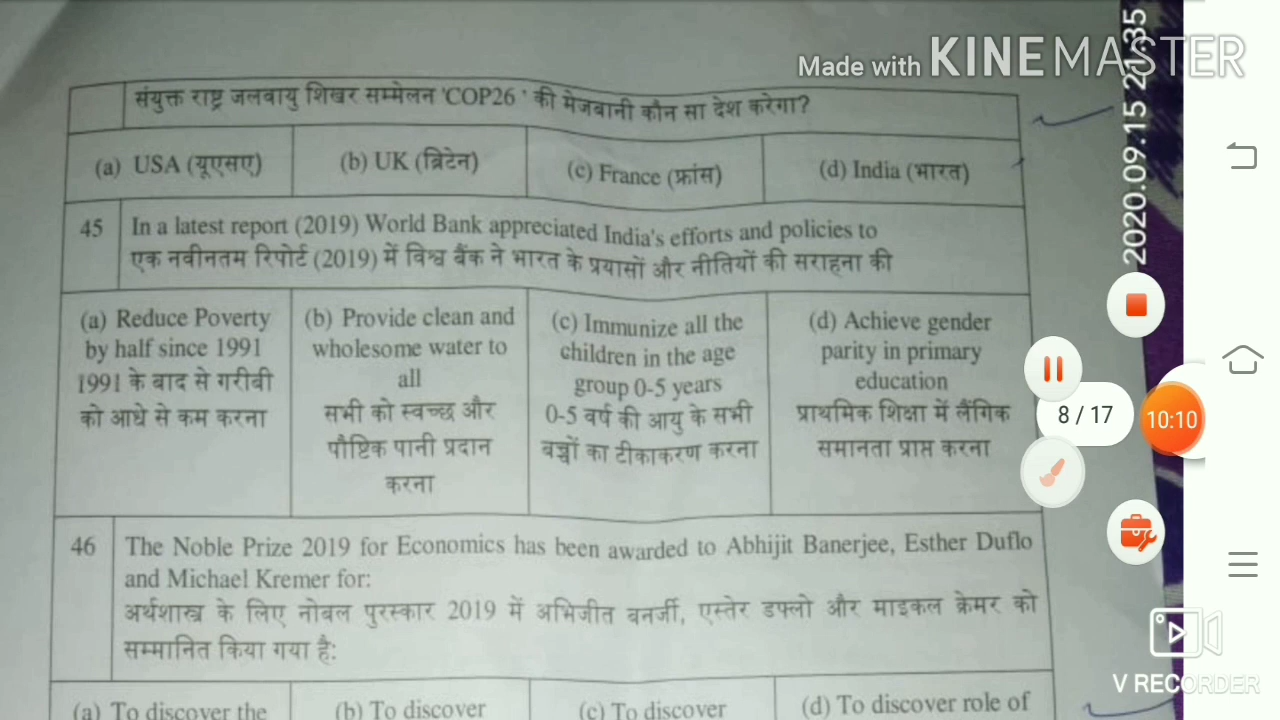 Made with KINEMASTER
2020.09.15 21:35
संयुक्त राष्ट्र जलवायु शिखर सम्मेलन 'COP26 ' की मेजबानी कौन सा देश करेगा?
(a) USA (यूएसए)
(b) UK (ब्रिटेन)
(c) France (फ्रांस)
(d) India (भारत)
45
In a latest report (2019) World Bank appreciated India's efforts and policies to
एक नवीनतम रिपोर्ट (2019) में विश्व बैंक ने भारत के प्रयासों और नीतियों की सराहना की
(a) Reduce Poverty
by half since 1991
1991 के बाद से गरीबी
को आधे से कम करना
(b) Provide clean and
wholesome water to
all
सभी को स्वच्छ और
पौष्टिक पानी प्रदान
करना
(c) Immunize all the
children in the age
group 0-5 years
0-5 वर्ष की आयु के सभी
बच्चों का टीकाकरण करना
(d) Achieve gender
parity in primary
education
प्राथमिक शिक्षा में लैंगिक
समानता प्राप्त करना
8 / 17
10:10
46
The Noble Prize 2019 for Economics has been awarded to Abhijit Banerjee, Esther Duflo
and Michael Kremer for:
अर्थशास्त्र के लिए नोबल पुरस्कार 2019 में अभिजीत बनर्जी, एस्तेर डफ्लो और माइकल क्रेमर को
सम्मानित किया गया है:
(a) To discover the
(b) To discover
(c) To discover
(d) To discover role of
V RECORDER